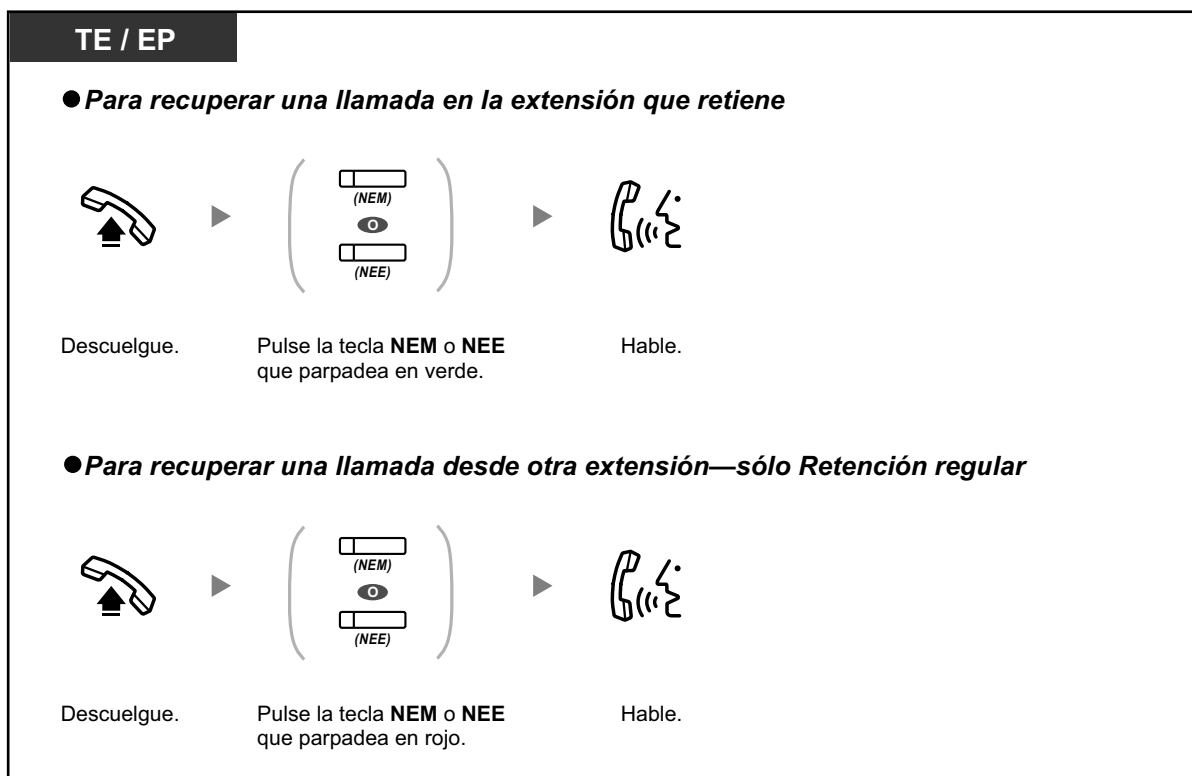 TE / EP
●Para recuperar una llamada en la extensión que retiene
(NEM)
O
(NEE)
Descuelgue.
Pulse la tecla NEM o NEE
que parpadea en verde.
Hable.
●Para recuperar una llamada desde otra extensión—sólo Retención regular
(NEM)
O
(NEE)
Descuelgue.
Pulse la tecla NEM o NEE
que parpadea en rojo.
Hable.